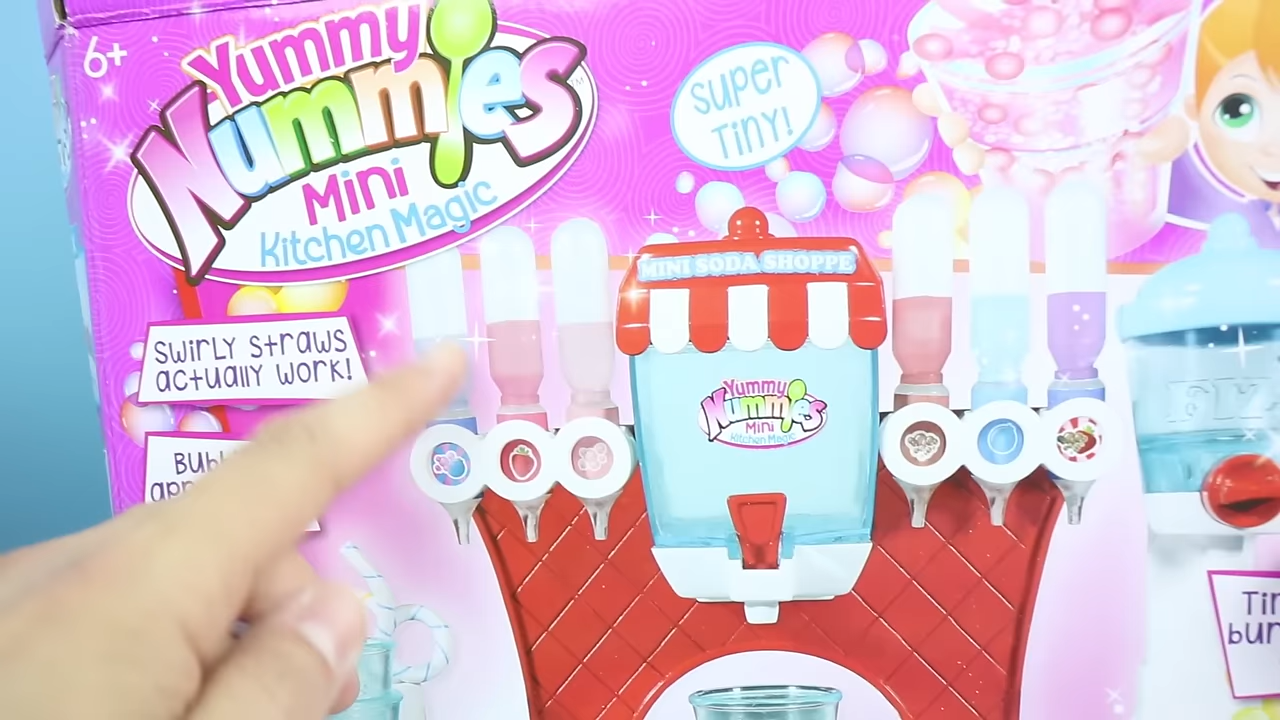 6+
Yummy
Nummies™
Mini
Kitchen Magic
SUPER
TINY!
MINI SODA SHOPPE
SWIRLY STRAWS
ACTUALLY WORK!
Yummy
Nummies
Mini
Kitchen Magic